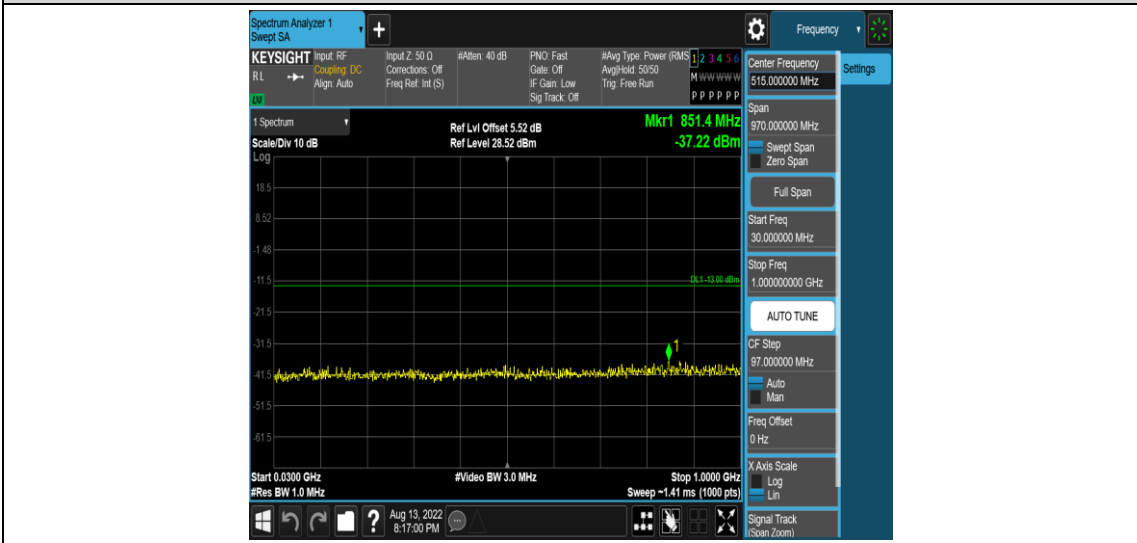 Spectrum Analyzer 1
Swept SA
+
Frequency
KEYSIGHT
RL
LXI
Input: RF
Coupling: DC
Align: Auto
Input Z: 50 Ω
Corrections: Off
Freq Ref: Int (S)
#Atten: 40 dB
PNO: Fast
Gate: Off
IF Gain: Low
Sig Track: Off
#Avg Type: Power (RMS
Avg|Hold: 50/50
Trig: Free Run
1 2 3 4 5 6
M W W W W W
P P P P P P
1 Spectrum
Scale/Div 10 dB
Log
Ref Lvl Offset 5.52 dB
Ref Level 28.52 dBm
Mkr1 851.4 MHz
-37.22 dBm
18.5
8.52
-1.48
-11.5
DL1 -13.00 dBm
-21.5
-31.5
1
-41.5
-51.5
-61.5
Start 0.0300 GHz
#Res BW 1.0 MHz
#Video BW 3.0 MHz
Stop 1.0000 GHz
Sweep ~1.41 ms (1000 pts)
?
Aug 13, 2022
8:17:00 PM
Center Frequency
515.000000 MHz
Settings
Span
970.000000 MHz
Swept Span
Zero Span
Full Span
Start Freq
30.000000 MHz
Stop Freq
1.000000000 GHz
AUTO TUNE
CF Step
97.000000 MHz
Auto
Man
Freq Offset
0 Hz
X Axis Scale
Log
Lin
Signal Track
(Span Zoom)